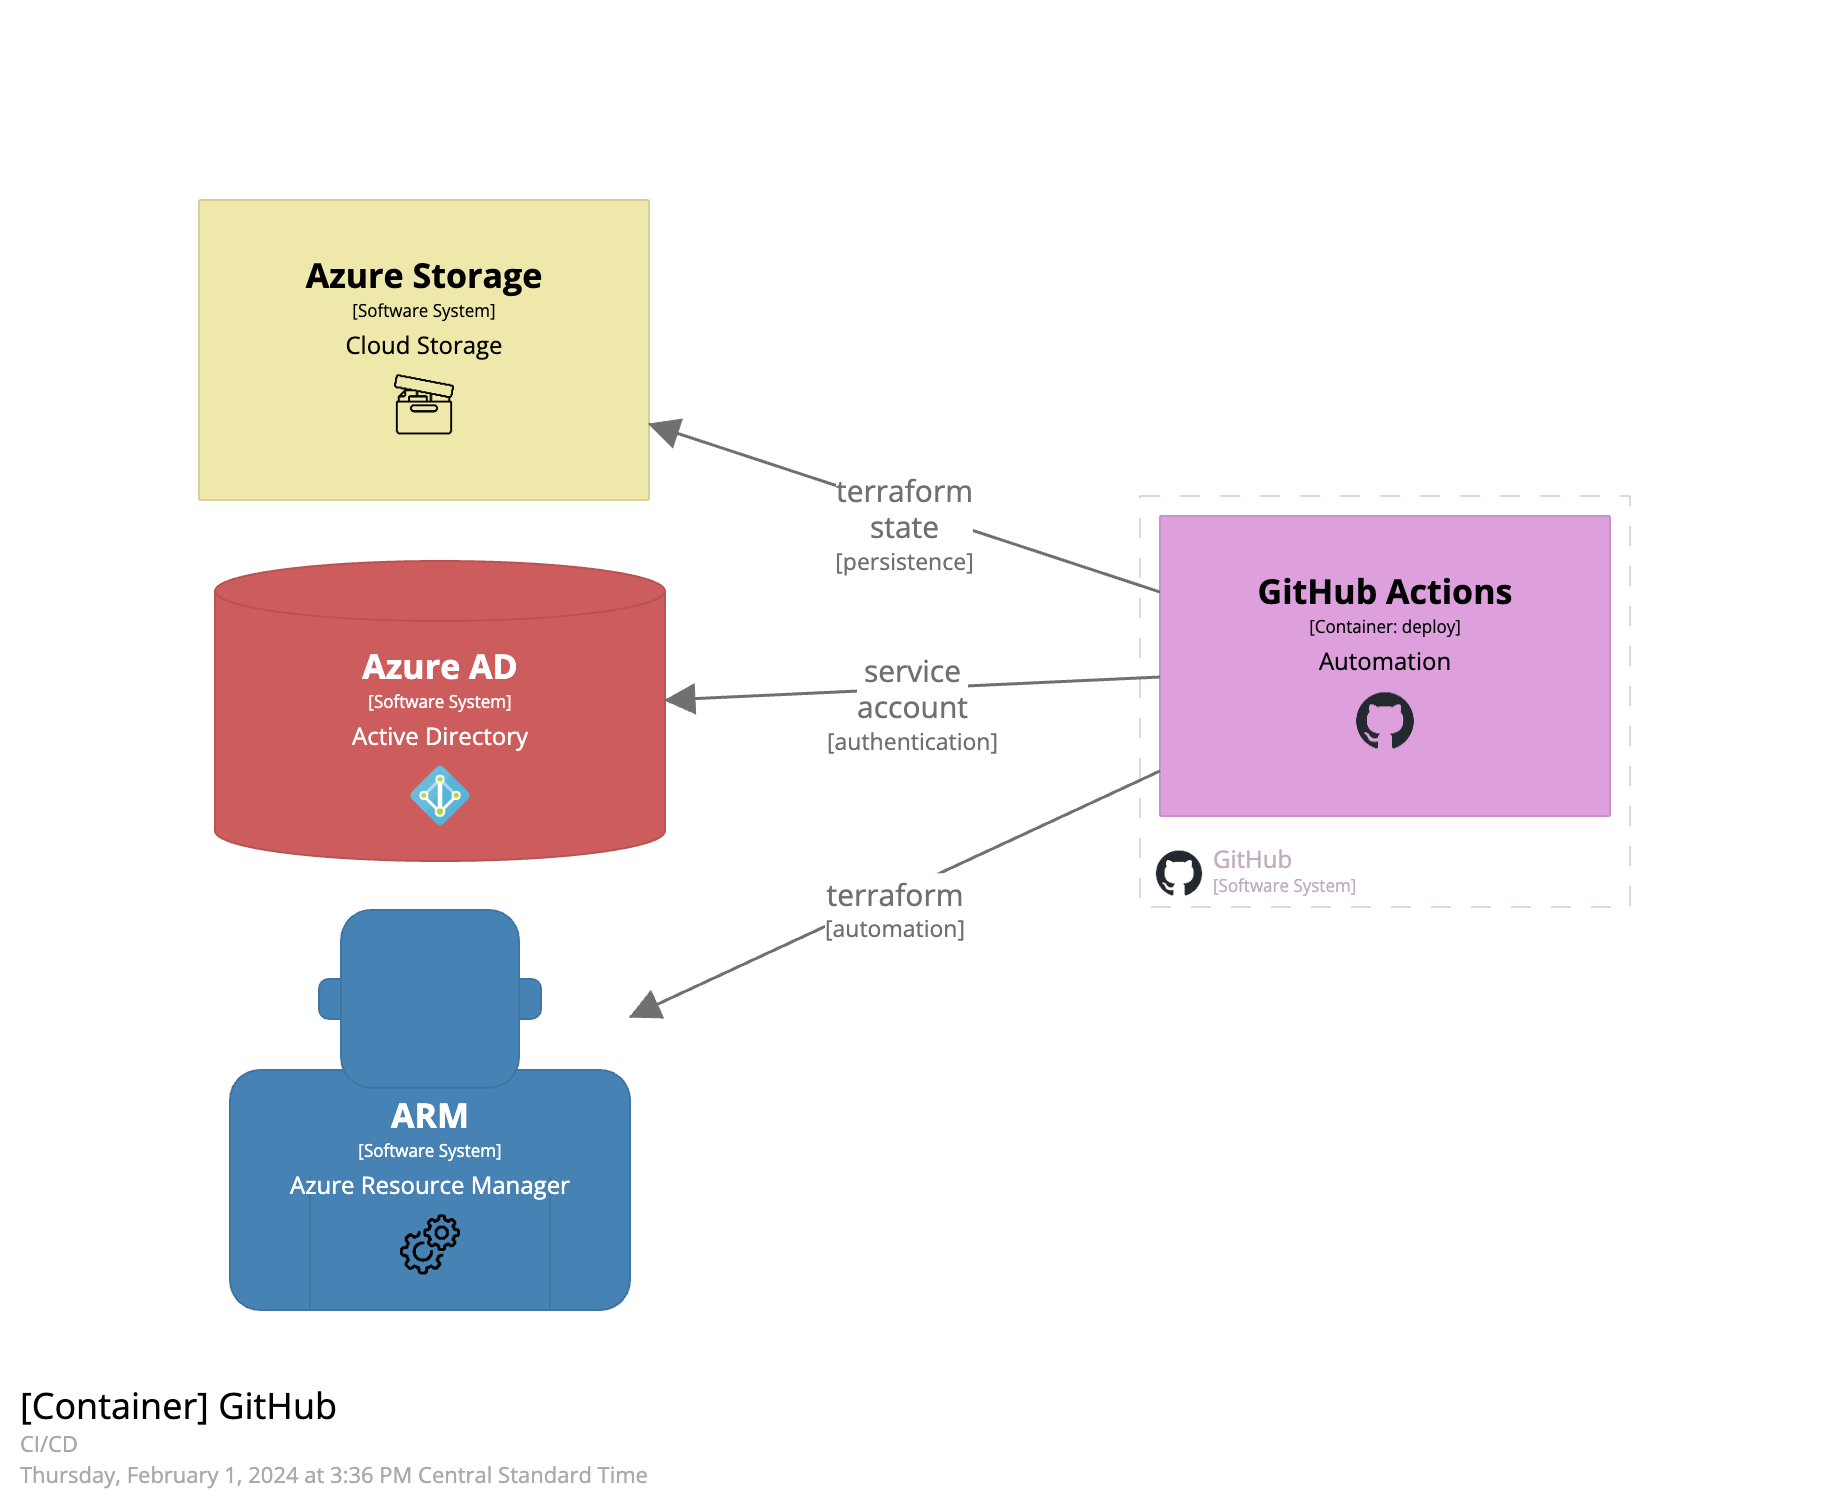 Azure Storage
[Software System]
Cloud Storage
terraform
state
[persistence]
GitHub Actions
[Container: deploy]
Automation
Azure AD
[Software System]
Active Directory
service
account
[authentication]
GitHub
[Software System]
terraform
[automation]
ARM
[Software System]
Azure Resource Manager
[Container] GitHub
CI/CD
Thursday, February 1, 2024 at 3:36 PM Central Standard Time